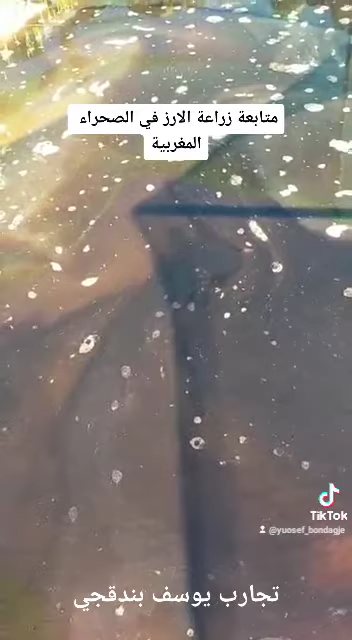 متابعة زراعة الارز في الصحراء
المغربية
TikTok
@yuosef_bondagje
تجارب يوسف بندقجي